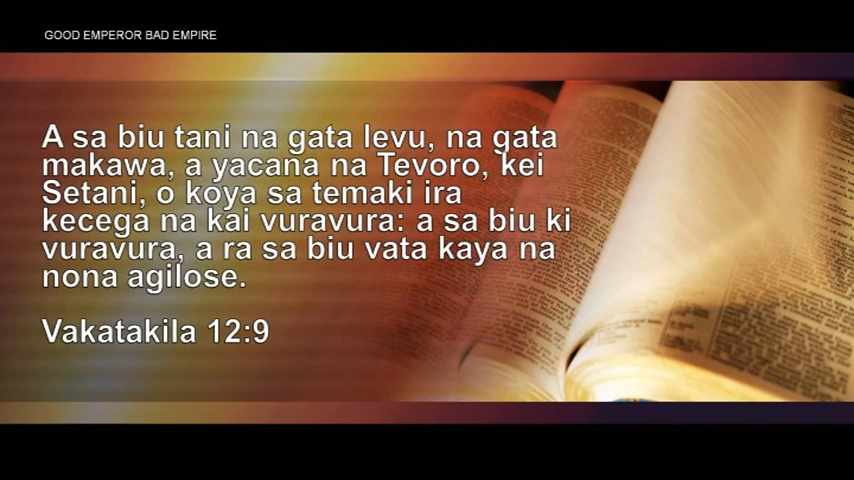 GOOD EMPEROR BAD EMPIRE
A sa biu tani na gata levu, na gata
makawa, a yacana na Tevoro, kei
Setani, o koya sa temaki ira
kecega na kai vuravura: a sa biu ki
vuravura, a ra sa biu vata kaya na
nona agilose.
Vakatakila 12:9